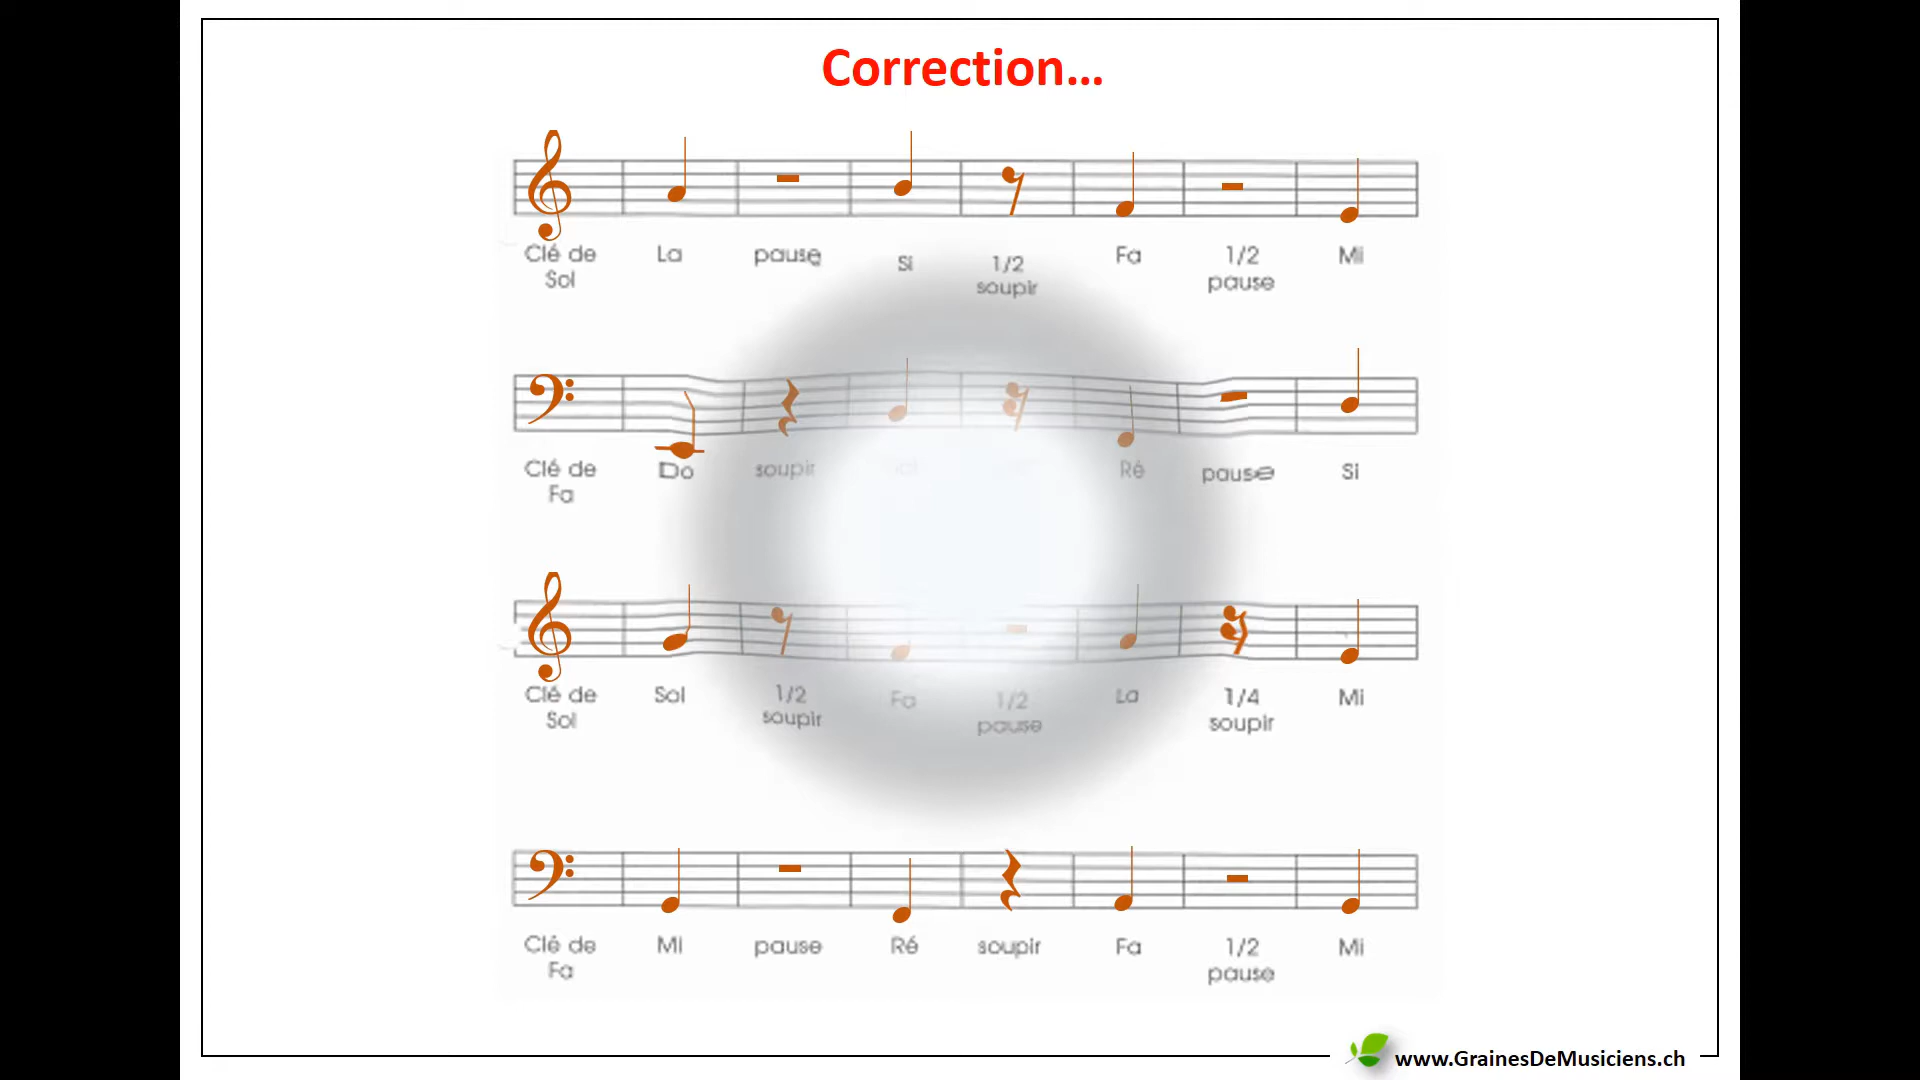 Correction...
Clé de Sol La pause Si 1/2 soupir Fa 1/2 pause Mi
Clé de Fa Do soupir Ré pause Si
Clé de Sol Sol 1/2 soupir Fa 1/2 pause La 1/4 soupir Mi
Clé de Fa Mi pause Ré soupir Fa 1/2 pause Mi
www.GrainesDeMusiciens.ch